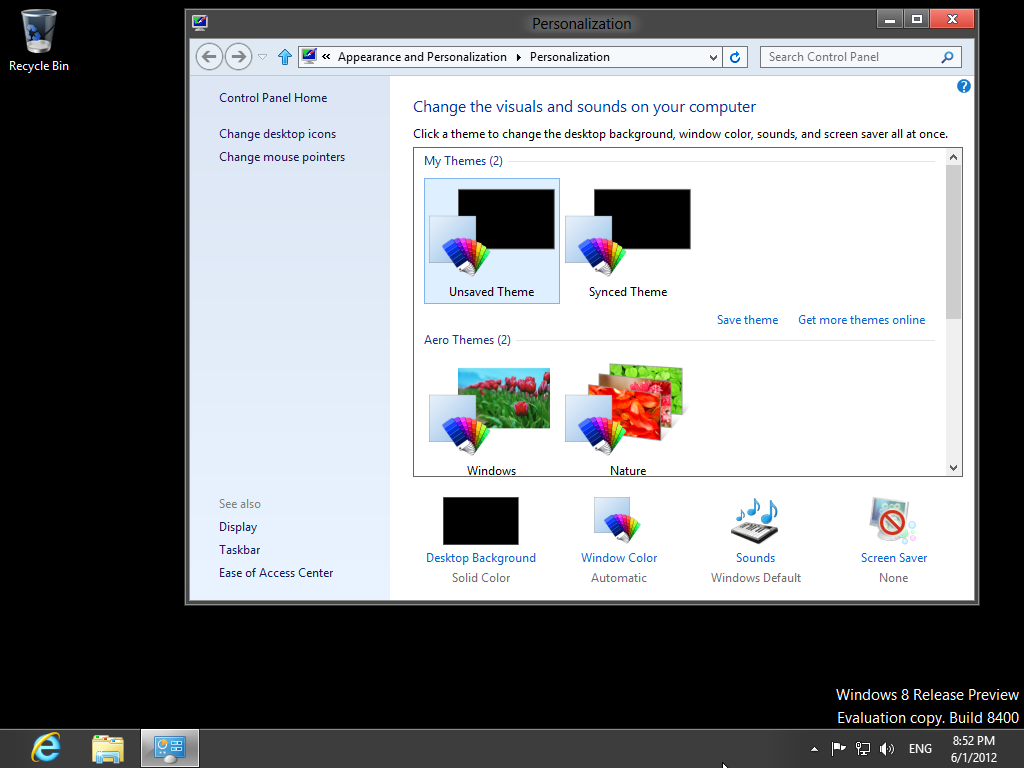 Recycle Bin
Personalization
« Appearance and Personalization ▸ Personalization
Search Control Panel
Control Panel Home
Change desktop icons
Change mouse pointers
Change the visuals and sounds on your computer
Click a theme to change the desktop background, window color, sounds, and screen saver all at once.
My Themes (2)
Unsaved Theme
Synced Theme
Save theme
Get more themes online
Aero Themes (2)
Windows
Nature
See also
Display
Taskbar
Ease of Access Center
Desktop Background
Solid Color
Window Color
Automatic
Sounds
Windows Default
Screen Saver
None
Windows 8 Release Preview
Evaluation copy. Build 8400
ENG
8:52 PM
6/1/2012